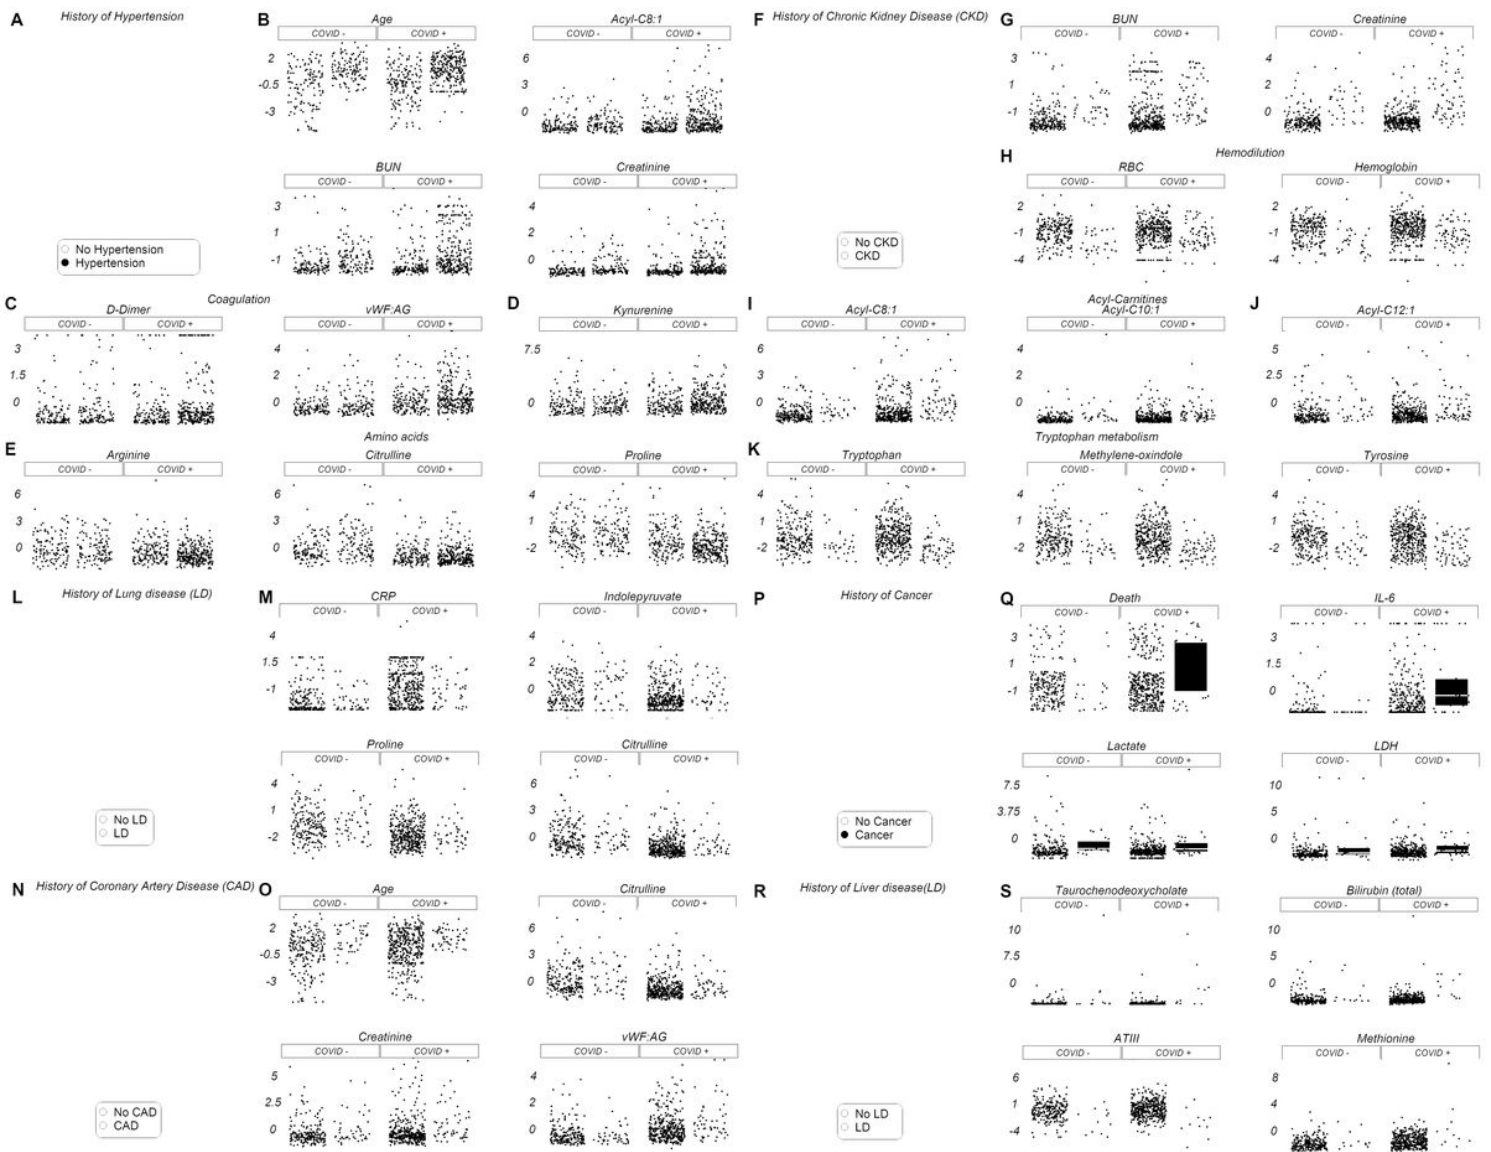 A
History of Hypertension
No Hypertension
Hypertension
B
Age
COVID - COVID +
2
-0.5
-3
Acyl-C8:1
COVID - COVID +
6
3
0
BUN
COVID - COVID +
3
1
-1
Creatinine
COVID - COVID +
4
2
0
C
Coagulation
D-Dimer
COVID - COVID +
3
1.5
0
vWF:AG
COVID - COVID +
4
2
0
D
Kynurenine
COVID - COVID +
7.5
0
E
Amino acids
Arginine
COVID - COVID +
6
3
0
Citrulline
COVID - COVID +
6
3
0
Proline
COVID - COVID +
4
1
-2
F
History of Chronic Kidney Disease (CKD)
No CKD
CKD
G
BUN
COVID - COVID +
3
1
-1
Creatinine
COVID - COVID +
4
2
0
H
Hemodilution
RBC
COVID - COVID +
2
-1
-4
Hemoglobin
COVID - COVID +
2
-1
-4
I
Acyl-Carnitines
Acyl-C8:1
COVID - COVID +
6
3
0
Acyl-C10:1
COVID - COVID +
4
2
0
J
Acyl-C12:1
COVID - COVID +
5
2.5
0
K
Tryptophan metabolism
Tryptophan
COVID - COVID +
4
1
-2
Methylene-oxindole
COVID - COVID +
4
1
-2
Tyrosine
COVID - COVID +
4
1
-2
L
History of Lung disease (LD)
No LD
LD
M
CRP
COVID - COVID +
4
1.5
-1
Indolepyruvate
COVID - COVID +
4
2
0
Proline
COVID - COVID +
4
1
-2
Citrulline
COVID - COVID +
6
3
0
N
History of Coronary Artery Disease (CAD)
No CAD
CAD
O
Age
COVID - COVID +
2
-0.5
-3
Citrulline
COVID - COVID +
6
3
0
Creatinine
COVID - COVID +
5
2.5
0
vWF:AG
COVID - COVID +
4
2
0
P
History of Cancer
No Cancer
Cancer
Q
Death
COVID - COVID +
3
1
-1
IL-6
COVID - COVID +
3
1.5
0
Lactate
COVID - COVID +
7.5
3.75
0
LDH
COVID - COVID +
10
5
0
R
History of Liver disease(LD)
No LD
LD
S
Taurochenodeoxycholate
COVID - COVID +
10
7.5
0
Bilirubin (total)
COVID - COVID +
10
5
0
ATIII
COVID - COVID +
6
1
-4
Methionine
COVID - COVID +
8
4
0